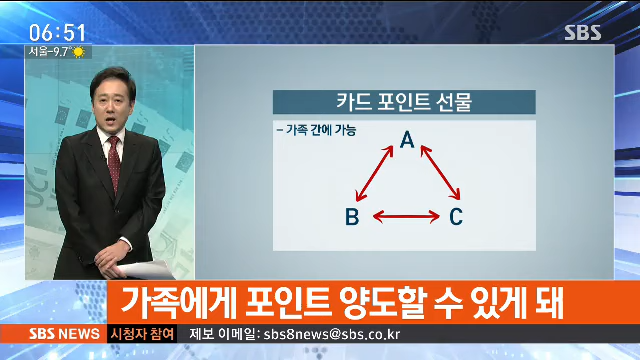 06:51
서울-9.7°
SBS
카드 포인트 선물
- 가족 간에 가능
A
B
C
가족에게 포인트 양도할 수 있게 돼
SBS NEWS
시청자 참여
제보 이메일: sbs8news@sbs.co.kr